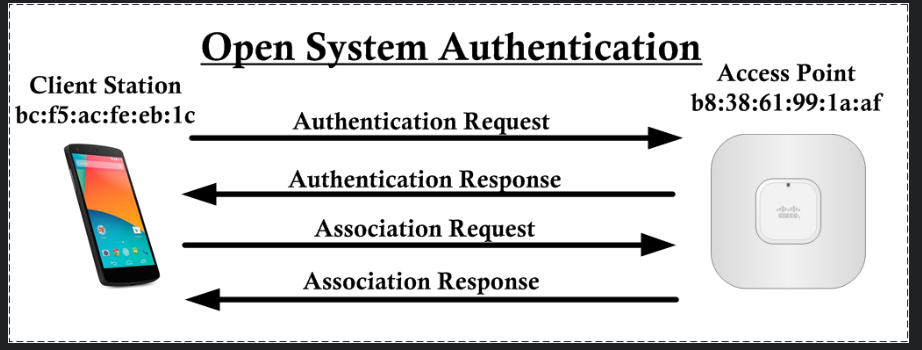 Open System Authentication
Client Station
bc:f5:ac:fe:eb:1c
Access Point
b8:38:61:99:1a:af
Authentication Request
Authentication Response
Association Request
Association Response
CISCO